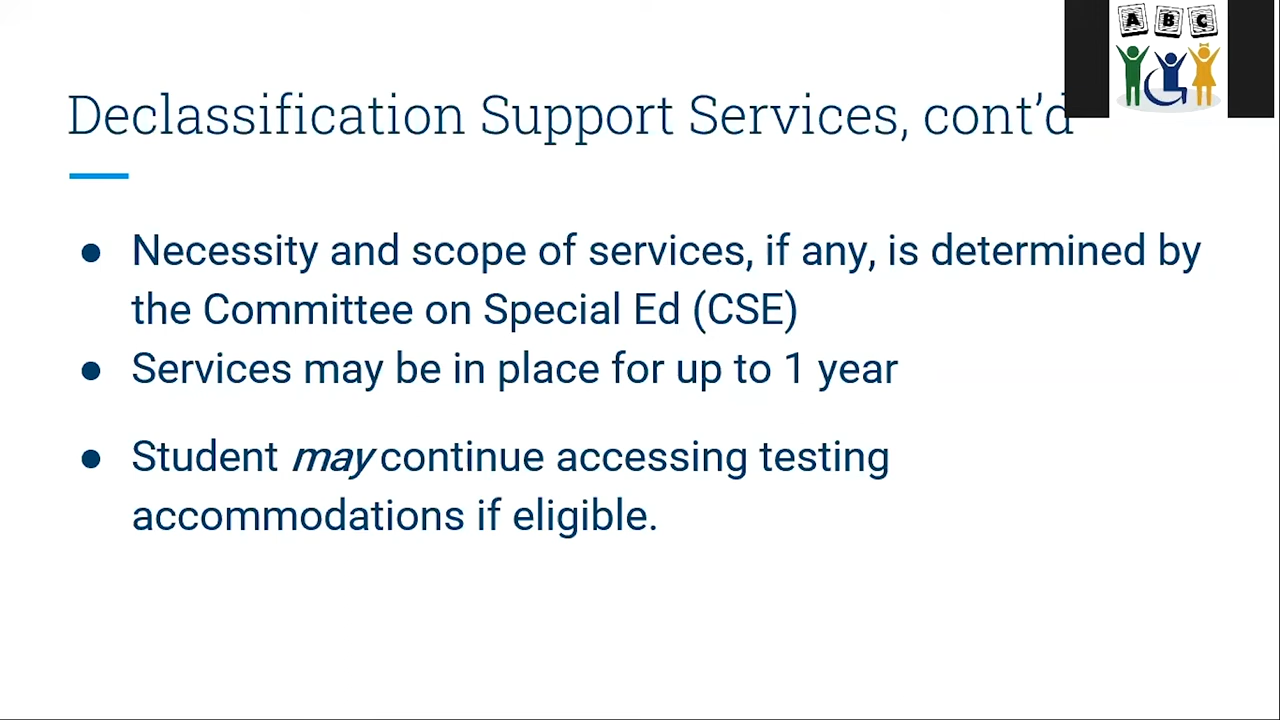 A B C
Declassification Support Services, cont’d
● Necessity and scope of services, if any, is determined by
the Committee on Special Ed (CSE)
● Services may be in place for up to 1 year
● Student may continue accessing testing
accommodations if eligible.